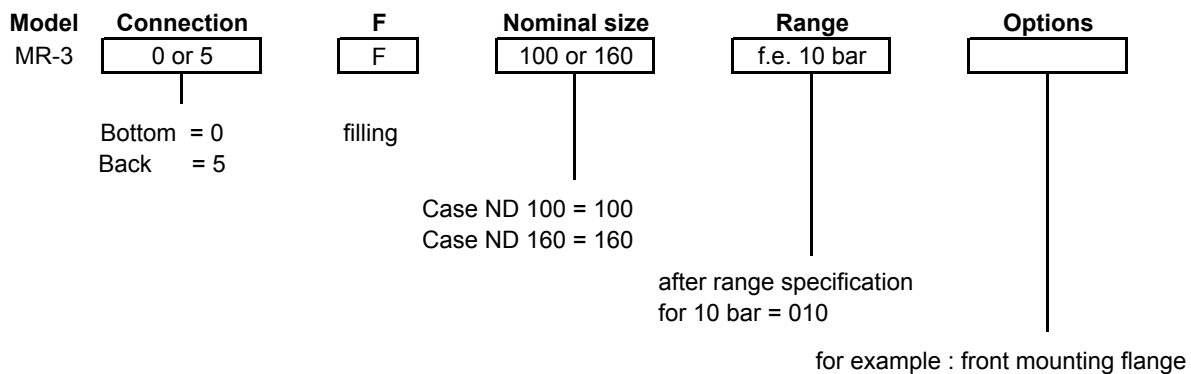 Model Connection F Nominal size Range Options
MR-3 0 or 5 F 100 or 160 f.e. 10 bar
Bottom = 0 filling
Back = 5
Case ND 100 = 100
Case ND 160 = 160
after range specification
for 10 bar = 010
for example : front mounting flange